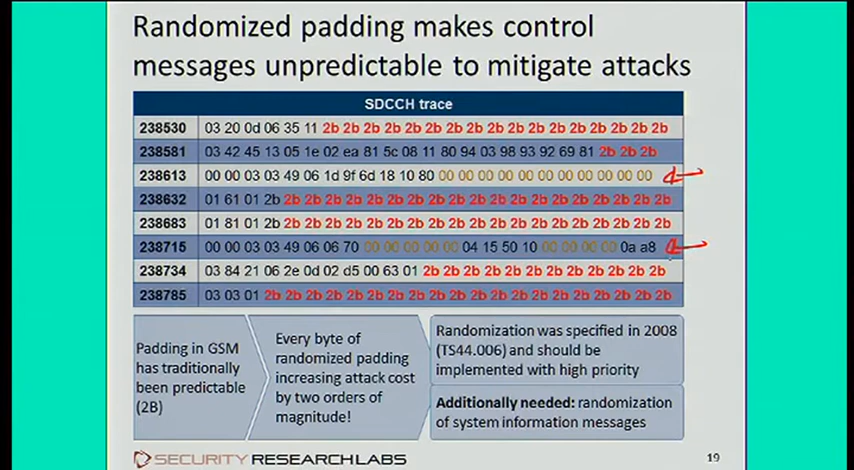 Randomized padding makes control
messages unpredictable to mitigate attacks
SDCCH trace
238530 03 20 0d 06 35 11 2b 2b 2b 2b 2b 2b 2b 2b 2b 2b 2b 2b 2b 2b 2b 2b 2b
238581 03 42 45 13 05 1e 02 ea 81 5c 08 11 80 94 03 98 93 92 69 81 2b 2b 2b
238613 00 00 03 03 49 06 1d 9f 6d 18 10 80 00 00 00 00 00 00 00 00 00 00 00
238632 01 61 01 2b 2b 2b 2b 2b 2b 2b 2b 2b 2b 2b 2b 2b 2b 2b 2b 2b 2b 2b 2b
238683 01 81 01 2b 2b 2b 2b 2b 2b 2b 2b 2b 2b 2b 2b 2b 2b 2b 2b 2b 2b 2b 2b
238715 00 00 03 03 49 06 06 70 00 00 00 00 00 04 15 50 10 00 00 00 00 0a a8
238734 03 84 21 06 2e 0d 02 d5 00 63 01 2b 2b 2b 2b 2b 2b 2b 2b 2b 2b 2b 2b
238785 03 03 01 2b 2b 2b 2b 2b 2b 2b 2b 2b 2b 2b 2b 2b 2b 2b 2b 2b 2b 2b 2b
Padding in GSM
has traditionally
been predictable
(2B)
Every byte of
randomized padding
increasing attack cost
by two orders of
magnitude!
Randomization was specified in 2008
(TS44.006) and should be
implemented with high priority
Additionally needed: randomization
of system information messages
SECURITY RESEARCH LABS
19